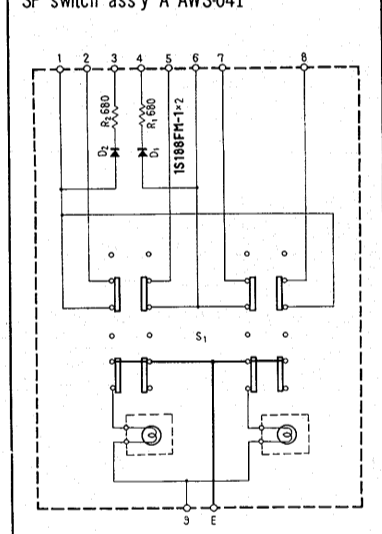 SP switch ass'y A AWS-041
1 2 3 4 5 6 7 8
R2 680
R1 680
1S188FM-1×2
D2 D1
S1
9 E